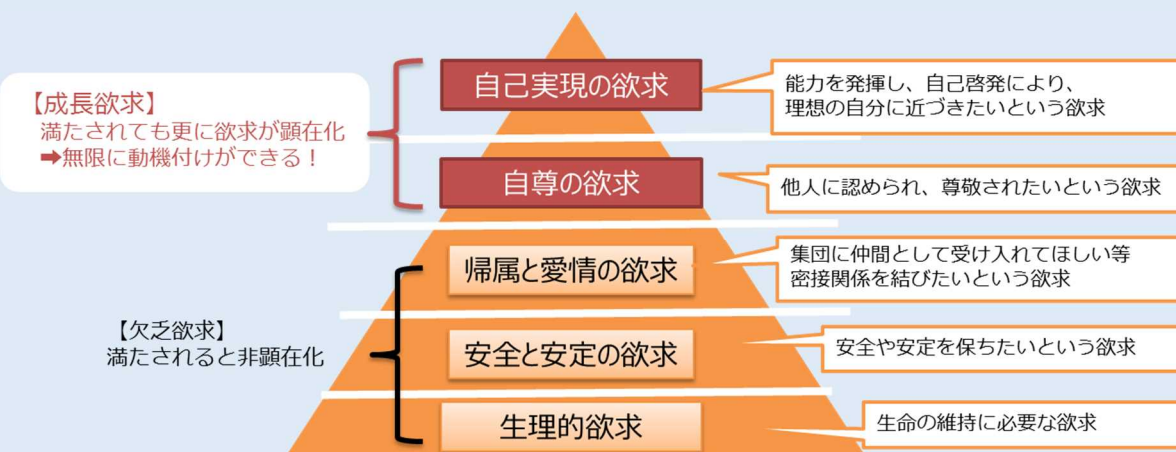 自己実現の欲求
能力を発揮し、自己啓発により、
理想の自分に近づきたいという欲求
【成長欲求】
満たされても更に欲求が顕在化
➡無限に動機付けができる！
自尊の欲求
他人に認められ、尊敬されたいという欲求
帰属と愛情の欲求
集団に仲間として受け入れてほしい等
密接関係を結びたいという欲求
【欠乏欲求】
満たされると非顕在化
安全と安定の欲求
安全や安定を保ちたいという欲求
生理的欲求
生命の維持に必要な欲求